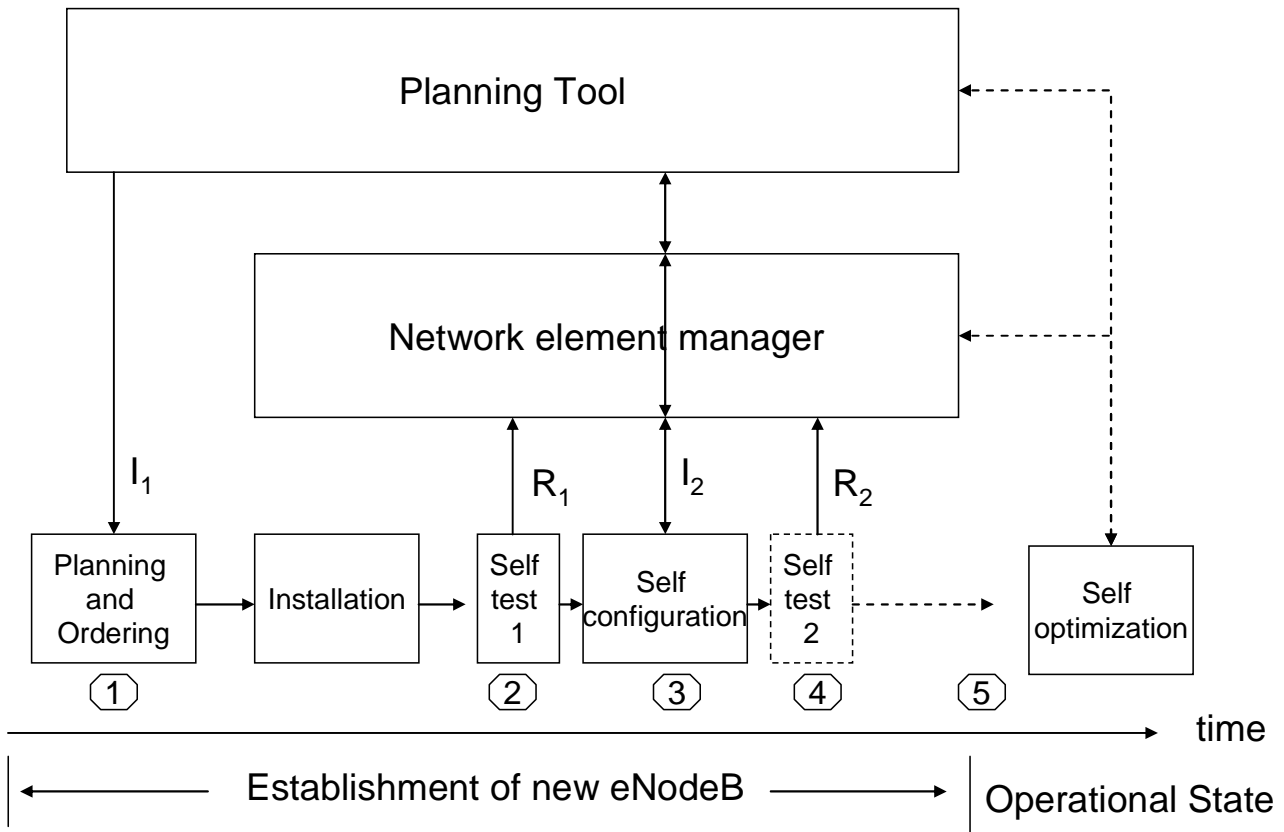 Planning Tool
Network element manager
I₁
R₁
I₂
R₂
Planning
and
Ordering
Installation
Self
test
1
Self
configuration
Self
test
2
Self
optimization
1
2
3
4
5
time
Establishment of new eNodeB
Operational State